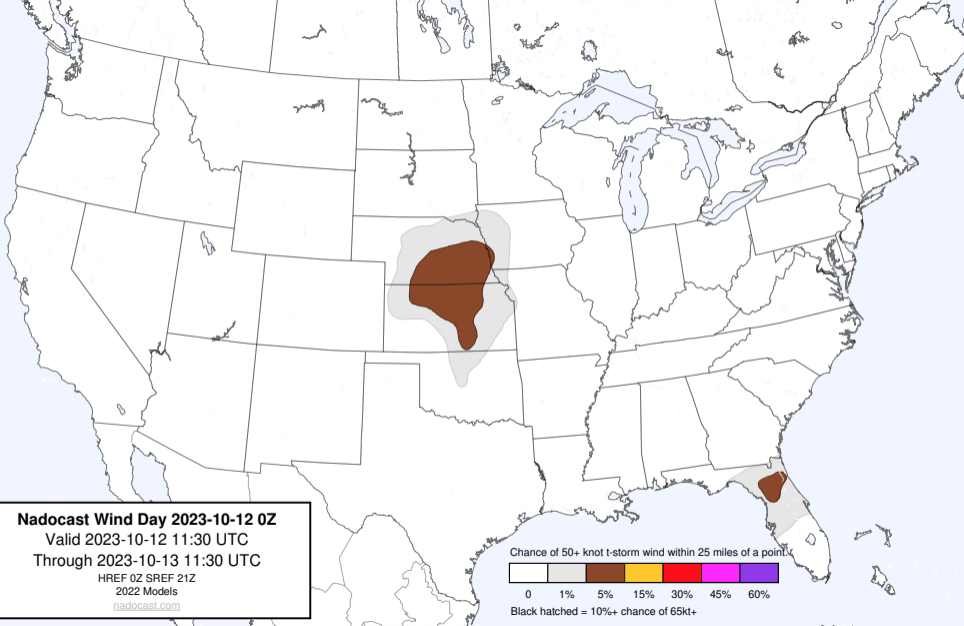 Nadocast Wind Day 2023-10-12 0Z
Valid 2023-10-12 11:30 UTC
Through 2023-10-13 11:30 UTC
HREF 0Z SREF 21Z
2022 Models
nadocast.com
Chance of 50+ knot t-storm wind within 25 miles of a point.
0 1% 5% 15% 30% 45% 60%
Black hatched = 10%+ chance of 65kt+